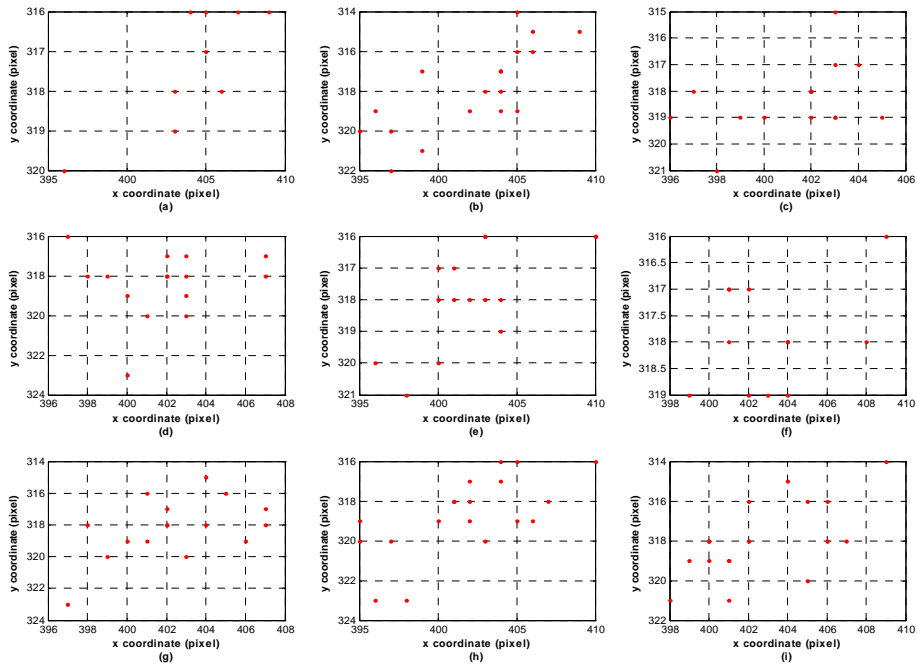 316
317
318
319
320
395 400 405 410
y coordinate (pixel)
x coordinate (pixel)
(a)
314
316
318
320
322
395 400 405 410
y coordinate (pixel)
x coordinate (pixel)
(b)
315
316
317
318
319
320
321
396 398 400 402 403 404 406
y coordinate (pixel)
x coordinate (pixel)
(c)
316
318
320
322
324
396 398 400 402 404 406 408
y coordinate (pixel)
x coordinate (pixel)
(d)
316
317
318
319
320
321
395 400 405 410
y coordinate (pixel)
x coordinate (pixel)
(e)
316
316.5
317
317.5
318
318.5
319
398 400 402 404 406 408 410
y coordinate (pixel)
x coordinate (pixel)
(f)
314
316
318
320
322
324
396 398 400 402 404 406 408
y coordinate (pixel)
x coordinate (pixel)
(g)
316
318
320
322
324
395 400 405 410
y coordinate (pixel)
x coordinate (pixel)
(h)
314
316
318
320
322
398 400 402 404 406 408 410
y coordinate (pixel)
x coordinate (pixel)
(i)